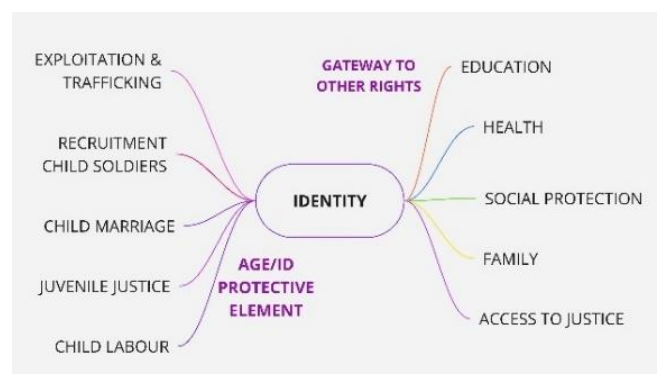 EXPLOITATION &
TRAFFICKING
RECRUITMENT
CHILD SOLDIERS
CHILD MARRIAGE
JUVENILE JUSTICE
CHILD LABOUR
AGE/ID
PROTECTIVE
ELEMENT
IDENTITY
GATEWAY TO
OTHER RIGHTS
EDUCATION
HEALTH
SOCIAL PROTECTION
FAMILY
ACCESS TO JUSTICE